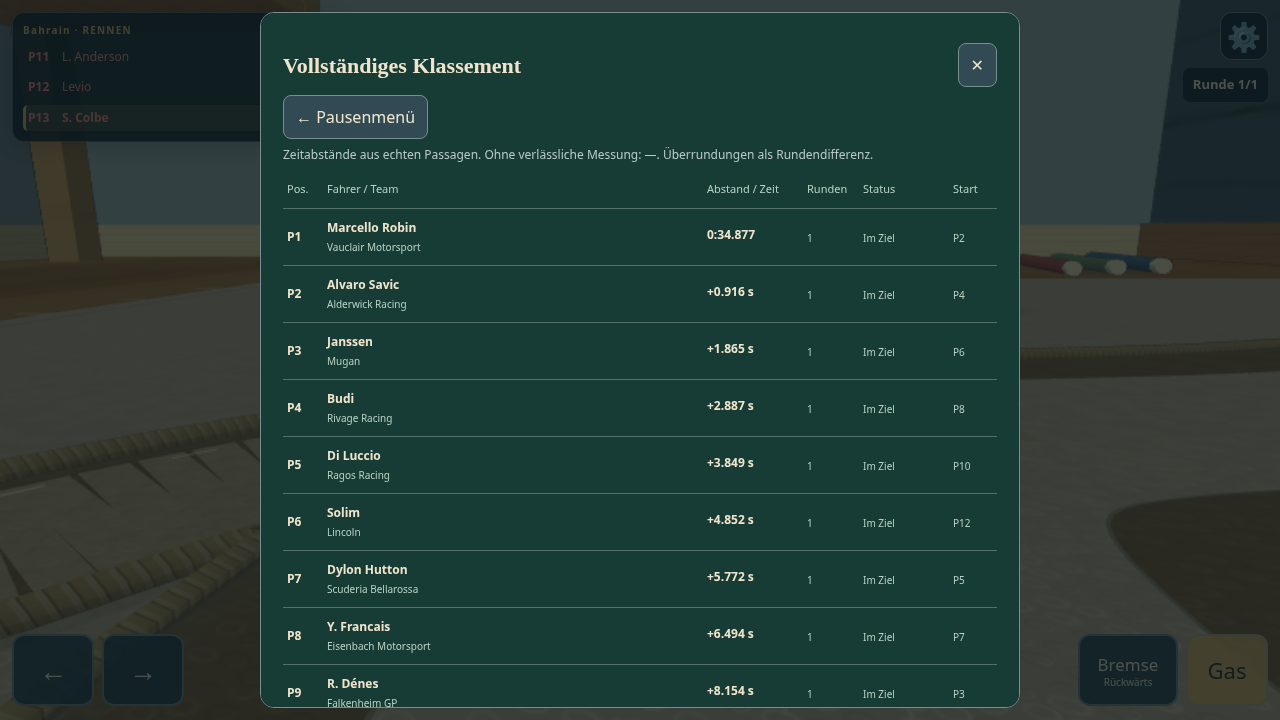 Bahrain · RENNEN
P11 L. Anderson
P12 Levio
P13 S. Colbe
Runde 1/1
Vollständiges Klassement
×
← Pausenmenü
Zeitabstände aus echten Passagen. Ohne verlässliche Messung: —. Überrundungen als Rundendifferenz.
Pos. Fahrer / Team Abstand / Zeit Runden Status Start
P1 Marcello Robin 0:34.877 1 Im Ziel P2
Vauclair Motorsport
P2 Alvaro Savic +0.916 s 1 Im Ziel P4
Alderwick Racing
P3 Janssen +1.865 s 1 Im Ziel P6
Mugan
P4 Budi +2.887 s 1 Im Ziel P8
Rivage Racing
P5 Di Luccio +3.849 s 1 Im Ziel P10
Ragos Racing
P6 Solim +4.852 s 1 Im Ziel P12
Lincoln
P7 Dylon Hutton +5.772 s 1 Im Ziel P5
Scuderia Bellarossa
P8 Y. Francais +6.494 s 1 Im Ziel P7
Eisenbach Motorsport
P9 R. Dénes +8.154 s 1 Im Ziel P3
Falkenheim GP
← →
Bremse
Rückwärts
Gas